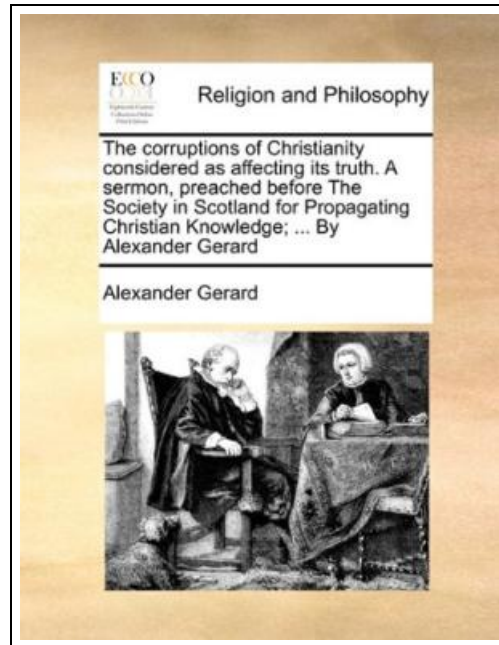 ECCO
Religion and Philosophy
The corruptions of Christianity
considered as affecting its truth. A
sermon, preached before The
Society in Scotland for Propagating
Christian Knowledge; ... By
Alexander Gerard
Alexander Gerard